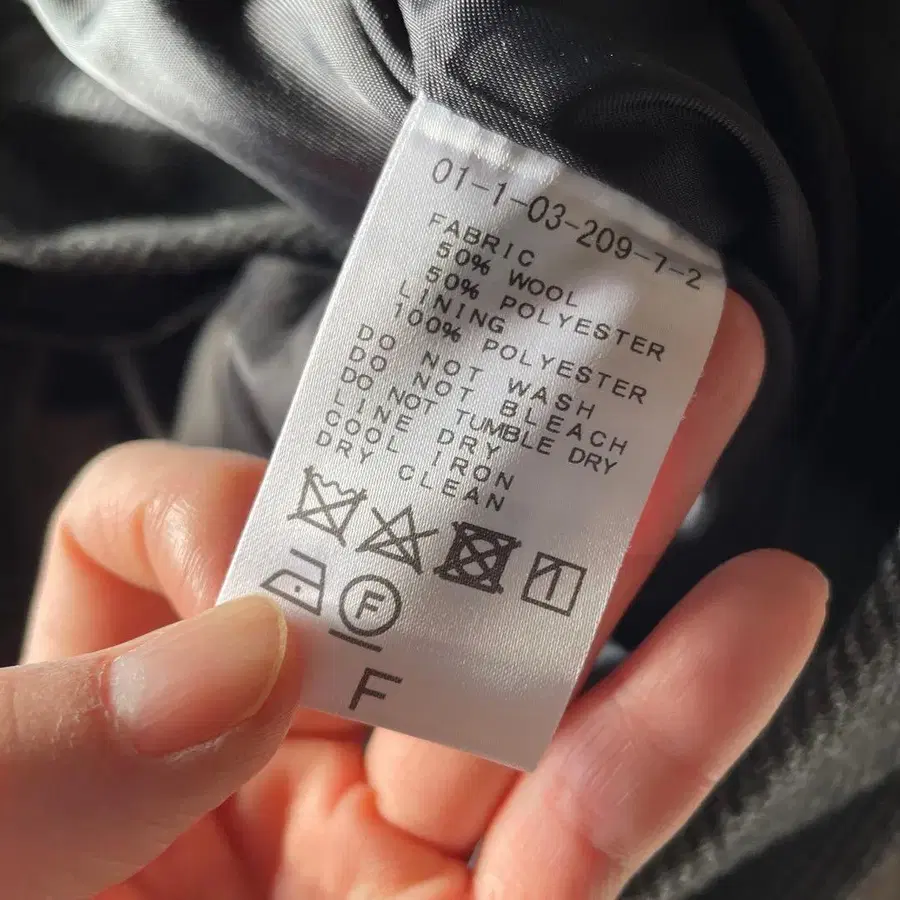 01-1-03-209-7-2
FABRIC
50% WOOL
50% POLYESTER
LINING
100% POLYESTER
DO NOT WASH
DO NOT BLEACH
DO NOT TUMBLE DRY
LINE DRY
COOL IRON
DRY CLEAN
F
F